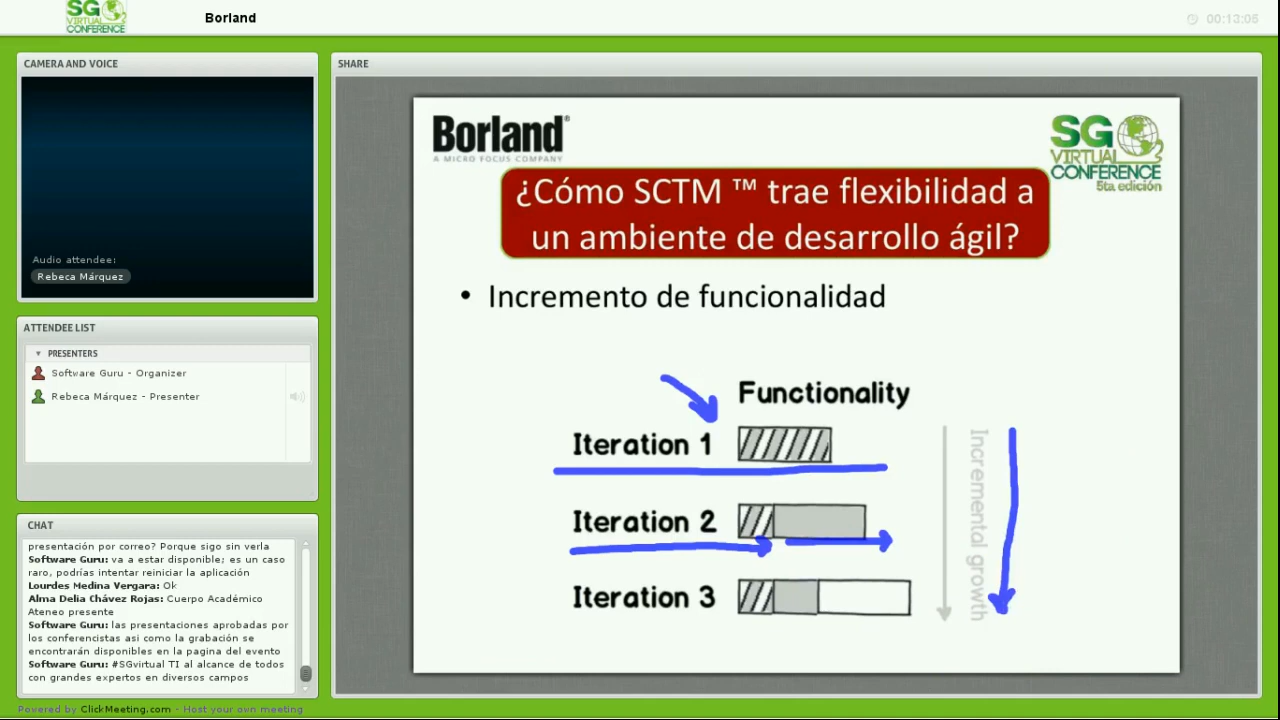 SG
VIRTUAL
CONFERENCE
Borland
00:13:05
CAMERA AND VOICE
Audio attendee:
Rebeca Márquez
ATTENDEE LIST
PRESENTERS
Software Guru - Organizer
Rebeca Márquez - Presenter
CHAT
presentación por correo? Porque sigo sin verla
Software Guru: va a estar disponible; es un caso
raro, podrías intentar reiniciar la aplicación
Lourdes Medina Vergara: Ok
Alma Delia Chávez Rojas: Cuerpo Académico
Ateneo presente
Software Guru: las presentaciones aprobadas por
los conferencistas asi como la grabación se
encontrarán disponibles en la pagina del evento
Software Guru: #SGvirtual TI al alcance de todos
con grandes expertos en diversos campos
Powered by ClickMeeting.com - Host your own meeting
SHARE
Borland®
A MICRO FOCUS COMPANY
SG
VIRTUAL
CONFERENCE
5ta edición
¿Cómo SCTM ™ trae flexibilidad a
un ambiente de desarrollo ágil?
• Incremento de funcionalidad
Functionality
Iteration 1
Iteration 2
Iteration 3
Incremental growth